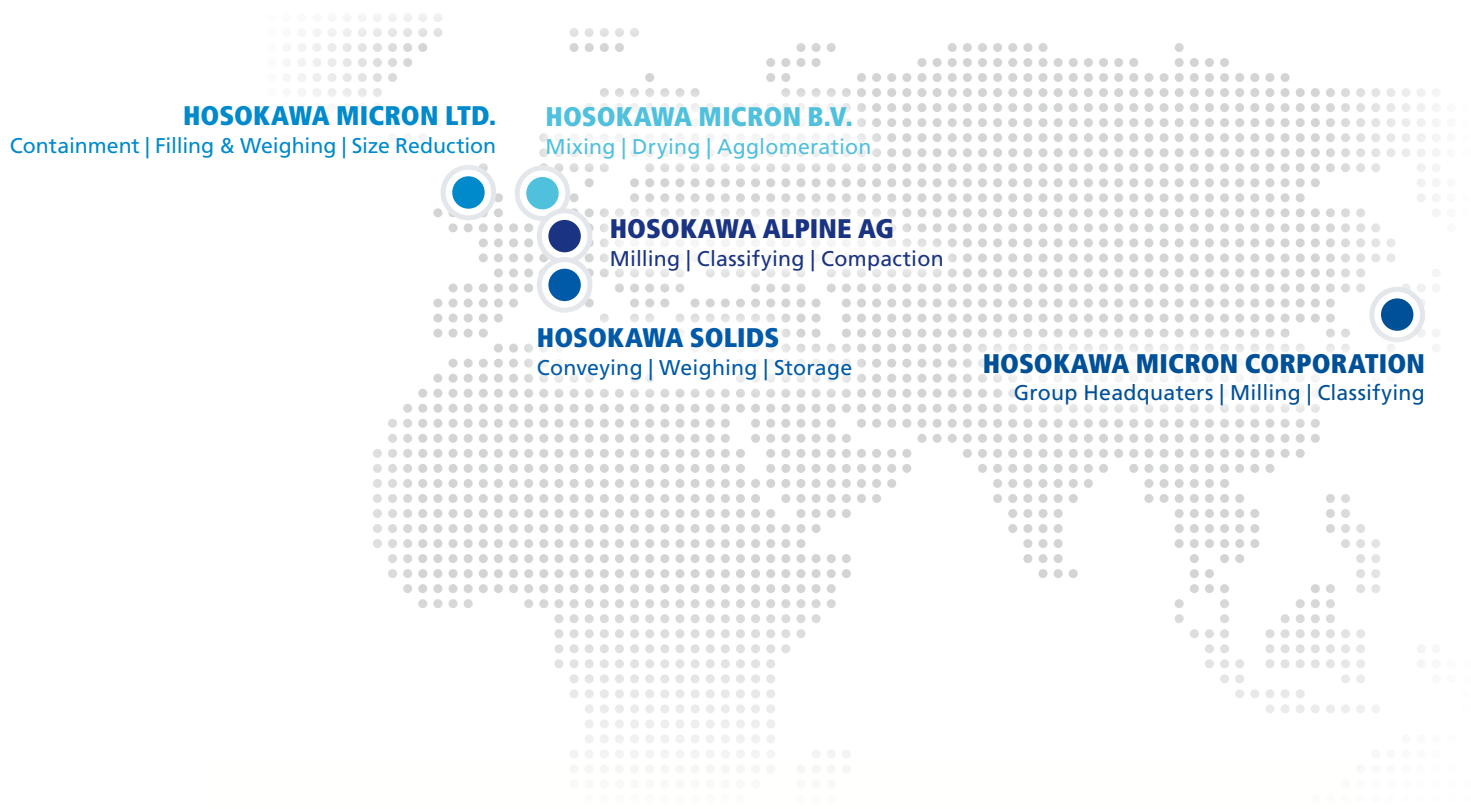 HOSOKAWA MICRON LTD.
Containment | Filling & Weighing | Size Reduction
HOSOKAWA MICRON B.V.
Mixing | Drying | Agglomeration
HOSOKAWA ALPINE AG
Milling | Classifying | Compaction
HOSOKAWA SOLIDS
Conveying | Weighing | Storage
HOSOKAWA MICRON CORPORATION
Group Headquaters | Milling | Classifying